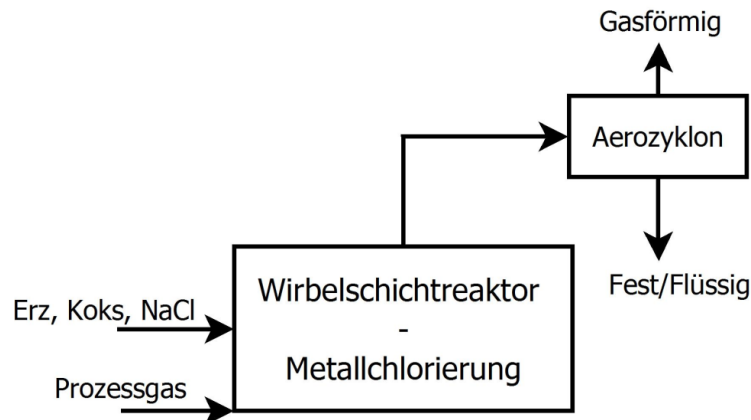 Gasförmig
Aerozyklon
Fest/Flüssig
Wirbelschichtreaktor
-
Metallchlorierung
Erz, Koks, NaCl
Prozessgas